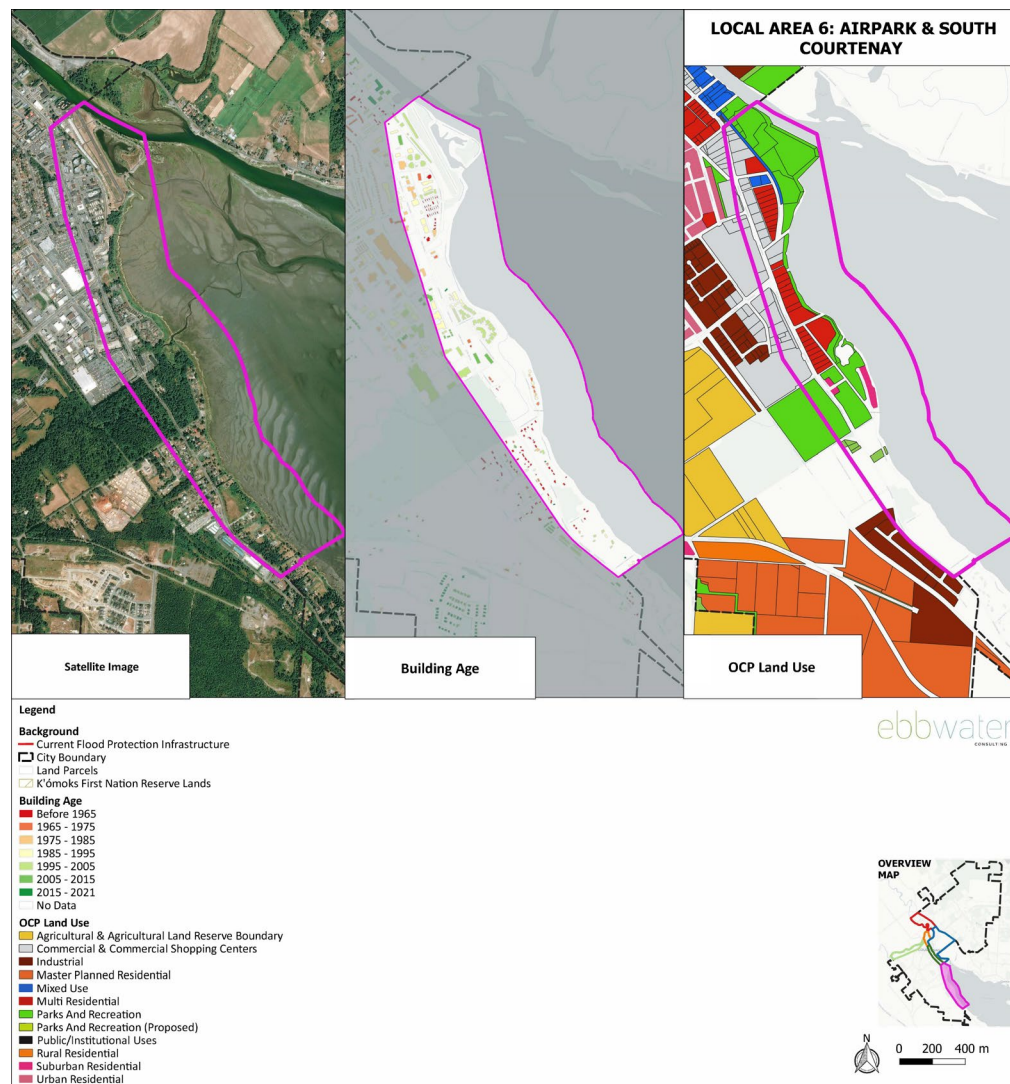 LOCAL AREA 6: AIRPARK & SOUTH
COURTENAY
Satellite Image
Building Age
OCP Land Use
Legend
Background
Current Flood Protection Infrastructure
City Boundary
Land Parcels
K'ómoks First Nation Reserve Lands
Building Age
Before 1965
1965 - 1975
1975 - 1985
1985 - 1995
1995 - 2005
2005 - 2015
2015 - 2021
No Data
OCP Land Use
Agricultural & Agricultural Land Reserve Boundary
Commercial & Commercial Shopping Centers
Industrial
Master Planned Residential
Mixed Use
Multi Residential
Parks And Recreation
Parks And Recreation (Proposed)
Public/Institutional Uses
Rural Residential
Suburban Residential
Urban Residential
ebbwater
CONSULTING
OVERVIEW
MAP
N
0 200 400 m